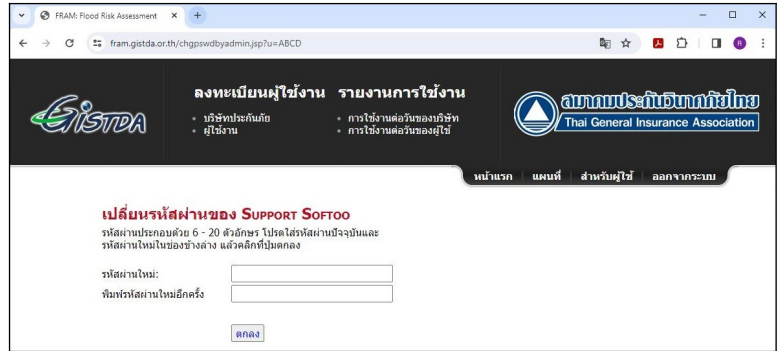 FRAM: Flood Risk Assessment
fram.gistda.or.th/chgpswdbyadmin.jsp?u=ABCD
R
GISTDA
ลงทะเบียนผู้ใช้งาน รายงานการใช้งาน
บริษัทประกันภัย การใช้งานต่อวันของบริษัท
ผู้ใช้งาน การใช้งานต่อวันของผู้ใช้
สมาคมประกันวินาศภัยไทย
Thai General Insurance Association
หน้าแรก แผนที่ สำหรับผู้ใช้ ออกจากระบบ
เปลี่ยนรหัสผ่านของ SUPPORT SOFTOO
รหัสผ่านประกอบด้วย 6 - 20 ตัวอักษร โปรดใส่รหัสผ่านปัจจุบันและ
รหัสผ่านใหม่ในช่องข้างล่าง แล้วคลิกที่ปุ่มตกลง
รหัสผ่านใหม่:
พิมพ์รหัสผ่านใหม่อีกครั้ง
ตกลง